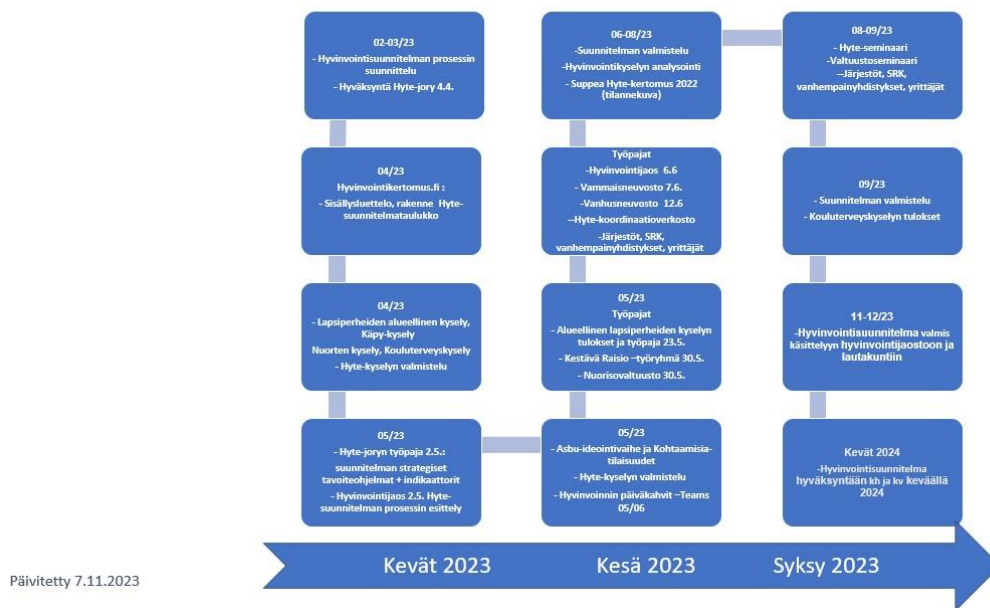 02-03/23
- Hyvinvointisuunnitelman prosessin
suunnittelu
- Hyväksyntä Hyte-jory 4.4.
04/23
Hyvinvointikertomus.fi :
- Sisällysluettelo, rakenne Hyte-
suunnitelmataulukko
04/23
- Lapsiperheiden alueellinen kysely,
Käpy-kysely
Nuorten kysely, Kouluterveyskysely
- Hyte-kyselyn valmistelu
05/23
- Hyte-joryn työpaja 2.5.:
suunnitelman strategiset
tavoiteohjelmat + indikaattorit
- Hyvinvointijaos 2.5. Hyte-
suunnitelman prosessin esittely
05/23
- Asbu-ideointivaihe ja Kohtaamisia-
tilaisuudet
- Hyte-kyselyn valmistelu
- Hyvinvoinnin päiväkahvit –Teams
05/06
05/23
Työpajat
- Alueellinen lapsiperheiden kyselyn
tulokset ja työpaja 23.5.
- Kestävä Raisio –työryhmä 30.5.
- Nuorisovaltuusto 30.5.
Työpajat
-Hyvinvointijaos 6.6
- Vammaisneuvosto 7.6.
-Vanhusneuvosto 12.6
–Hyte-koordinaatioverkosto
-Järjestöt, SRK,
vanhempainyhdistykset, yrittäjät
06-08/23
-Suunnitelman valmistelu
-Hyvinvointikyselyn analysointi
- Suppea Hyte-kertomus 2022
(tilannekuva)
08-09/23
- Hyte-seminaari
-Valtuustoseminaari
–Järjestöt, SRK,
vanhempainyhdistykset, yrittäjät
09/23
- Suunnitelman valmistelu
- Kouluterveyskyselyn tulokset
11-12/23
-Hyvinvointisuunnitelma valmis
käsittelyyn hyvinvointijaostoon ja
lautakuntiin
Kevät 2024
-Hyvinvointisuunnitelma
hyväksyntään kh ja kv keväällä
2024
Kevät 2023
Kesä 2023
Syksy 2023
Päivitetty 7.11.2023